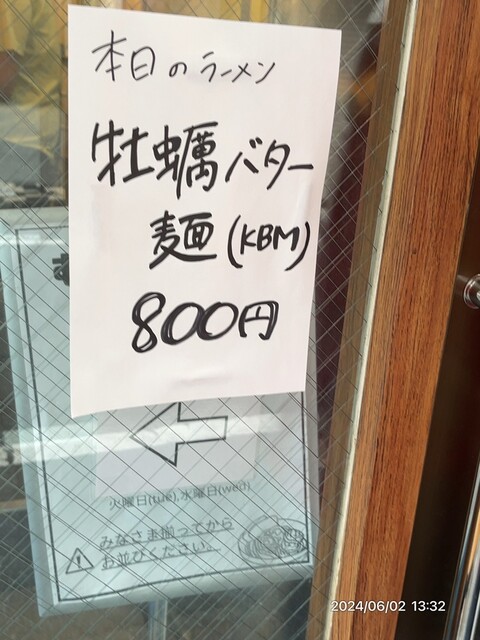 本日のラーメン
牡蠣バター
麺(KBM)
800円
火曜日(tue),水曜日(wed)
みなさま揃ってから
お並びください。
2024/06/02 13:32